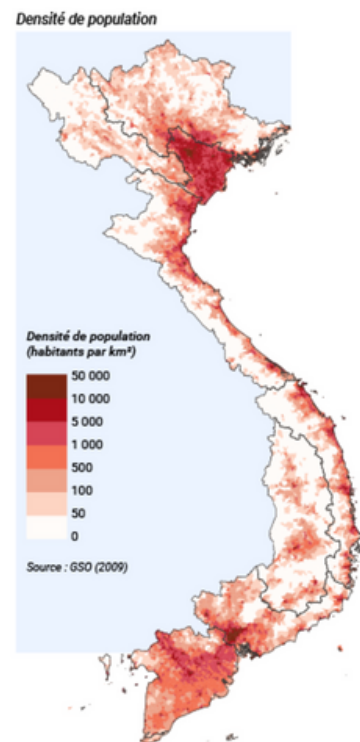 Densité de population
Densité de population
(habitants par km²)
50 000
10 000
5 000
1 000
500
100
50
0
Source : GSO (2009)